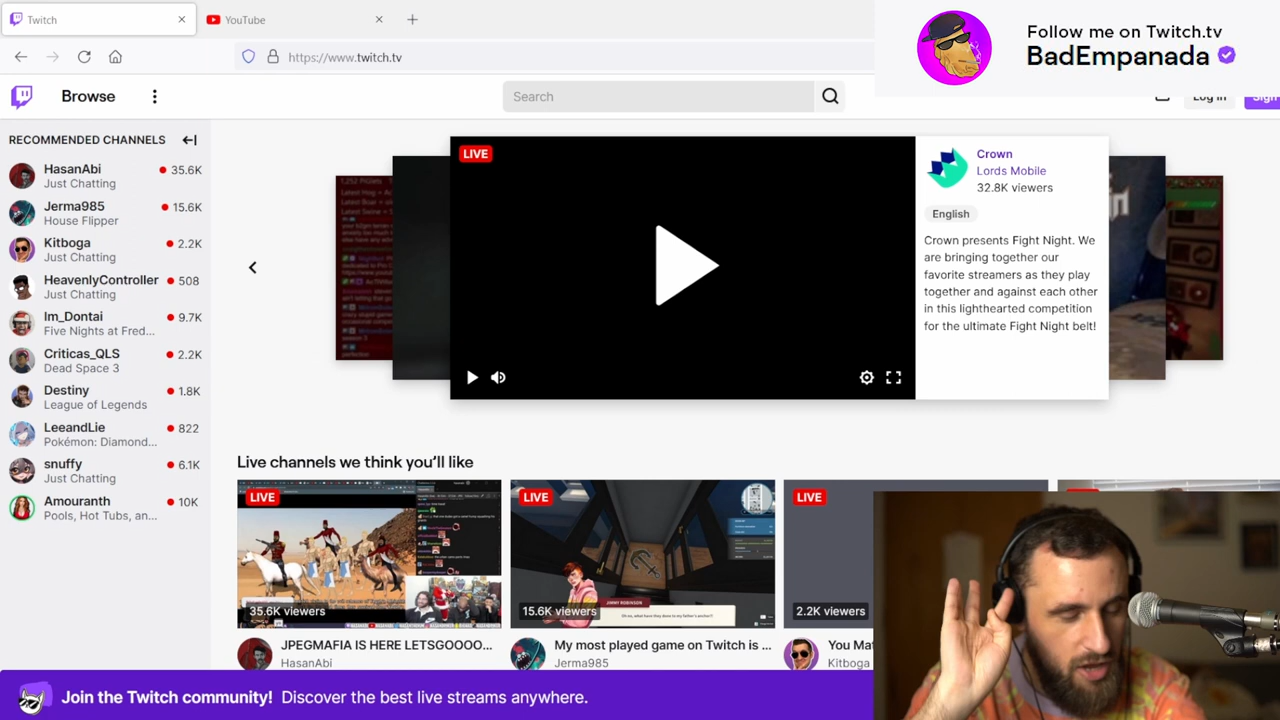 Twitch
YouTube
Follow me on Twitch.tv
BadEmpanada
https://www.twitch.tv
Browse
Search
Log In
Sign
RECOMMENDED CHANNELS
HasanAbi
35.6K
Just Chatting
Jerma985
15.6K
House Flipper
Kitboga
2.2K
Just Chatting
HeavenlyController
508
Just Chatting
Im_Dontai
9.7K
Five Nights at Fred...
Criticas_QLS
2.2K
Dead Space 3
Destiny
1.8K
League of Legends
LeeandLie
822
Pokémon: Diamond...
snuffy
6.1K
Just Chatting
Amouranth
10K
Pools, Hot Tubs, an...
LIVE
Crown
Lords Mobile
32.8K viewers
English
Crown presents Fight Night. We
are bringing together our
favorite streamers as they play
together and against each other
in this lighthearted competition
for the ultimate Fight Night belt!
Live channels we think you'll like
LIVE
35.6K viewers
JPEGMAFIA IS HERE LETSGOOOO...
HasanAbi
LIVE
JIMMY ROBINSON
15.6K viewers
My most played game on Twitch is ...
Jerma985
LIVE
2.2K viewers
You Ma
Kitboga
Join the Twitch community! Discover the best live streams anywhere.